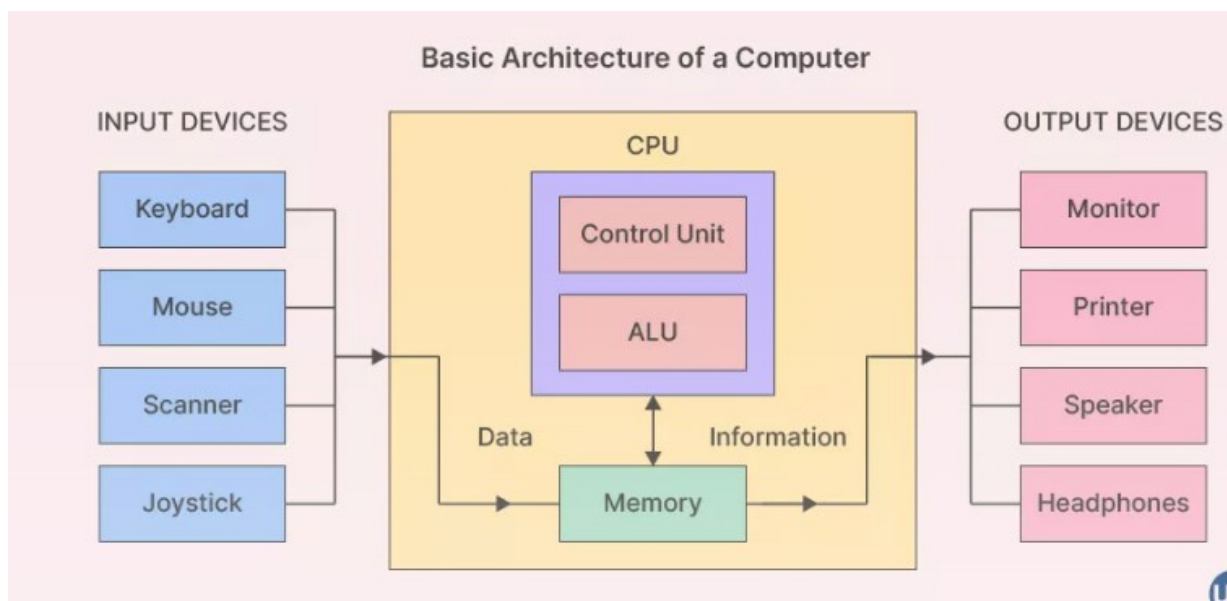 Basic Architecture of a Computer
INPUT DEVICES
Keyboard
Mouse
Scanner
Joystick
CPU
Control Unit
ALU
Data
Information
Memory
OUTPUT DEVICES
Monitor
Printer
Speaker
Headphones